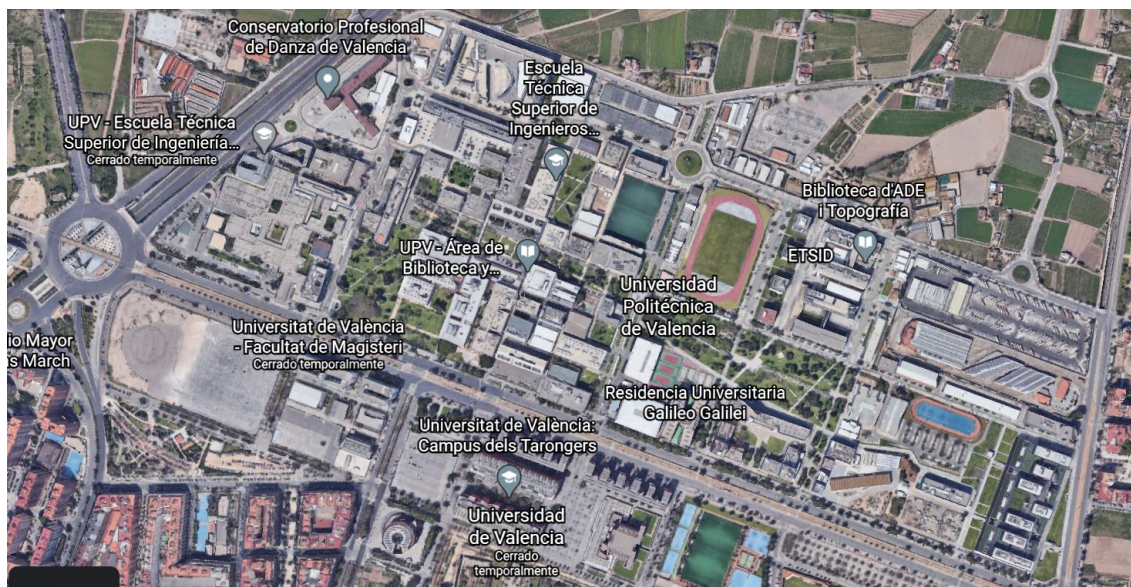 Conservatorio Profesional
de Danza de Valencia
Escuela
Técnica
Superior de
Ingenieros...
UPV - Escuela Técnica
Superior de Ingeniería...
Cerrado temporalmente
Biblioteca d'ADE
i Topografía
ETSID
UPV - Área de
Biblioteca y...
Universidad
Politécnica
de Valencia
io Mayor
s March
Universitat de València
- Facultat de Magisteri
Cerrado temporalmente
Residencia Universitaria
Galileo Galilei
Universitat de València:
Campus dels Tarongers
Universidad
de Valencia
Cerrado
temporalmente